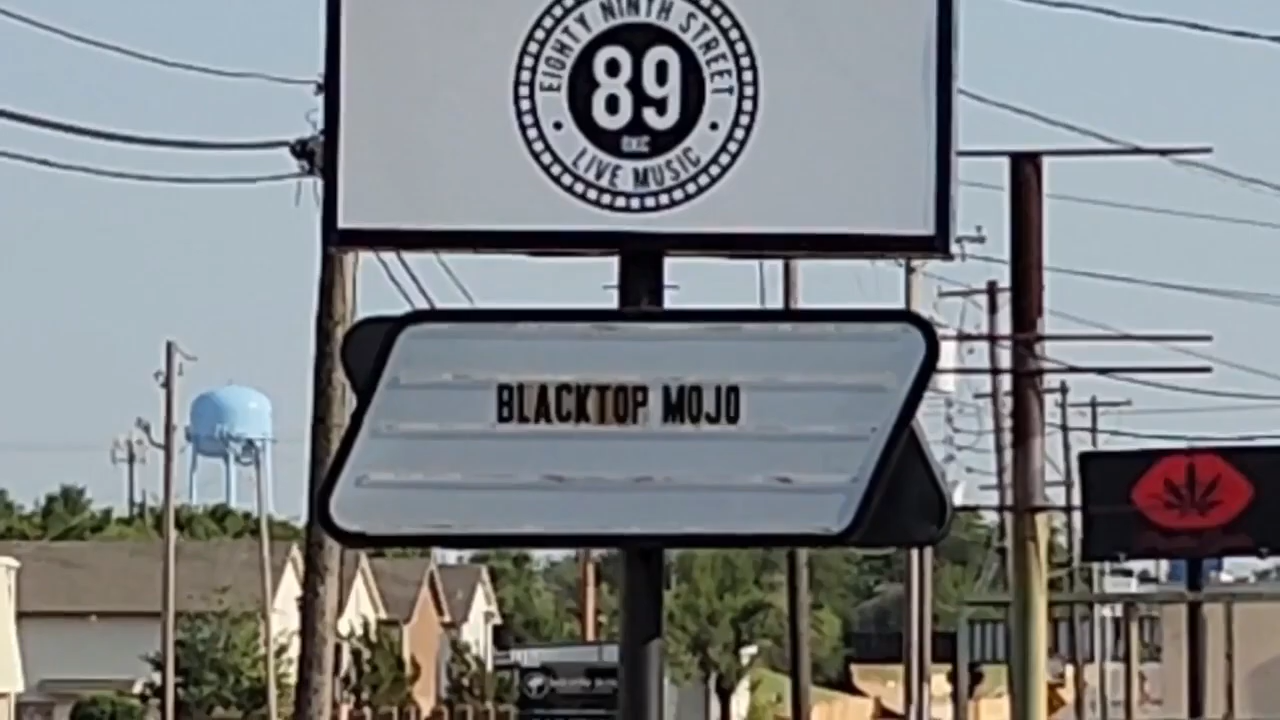 EIGHTY NINTH STREET
89
OKC
LIVE MUSIC
BLACKTOP MOJO